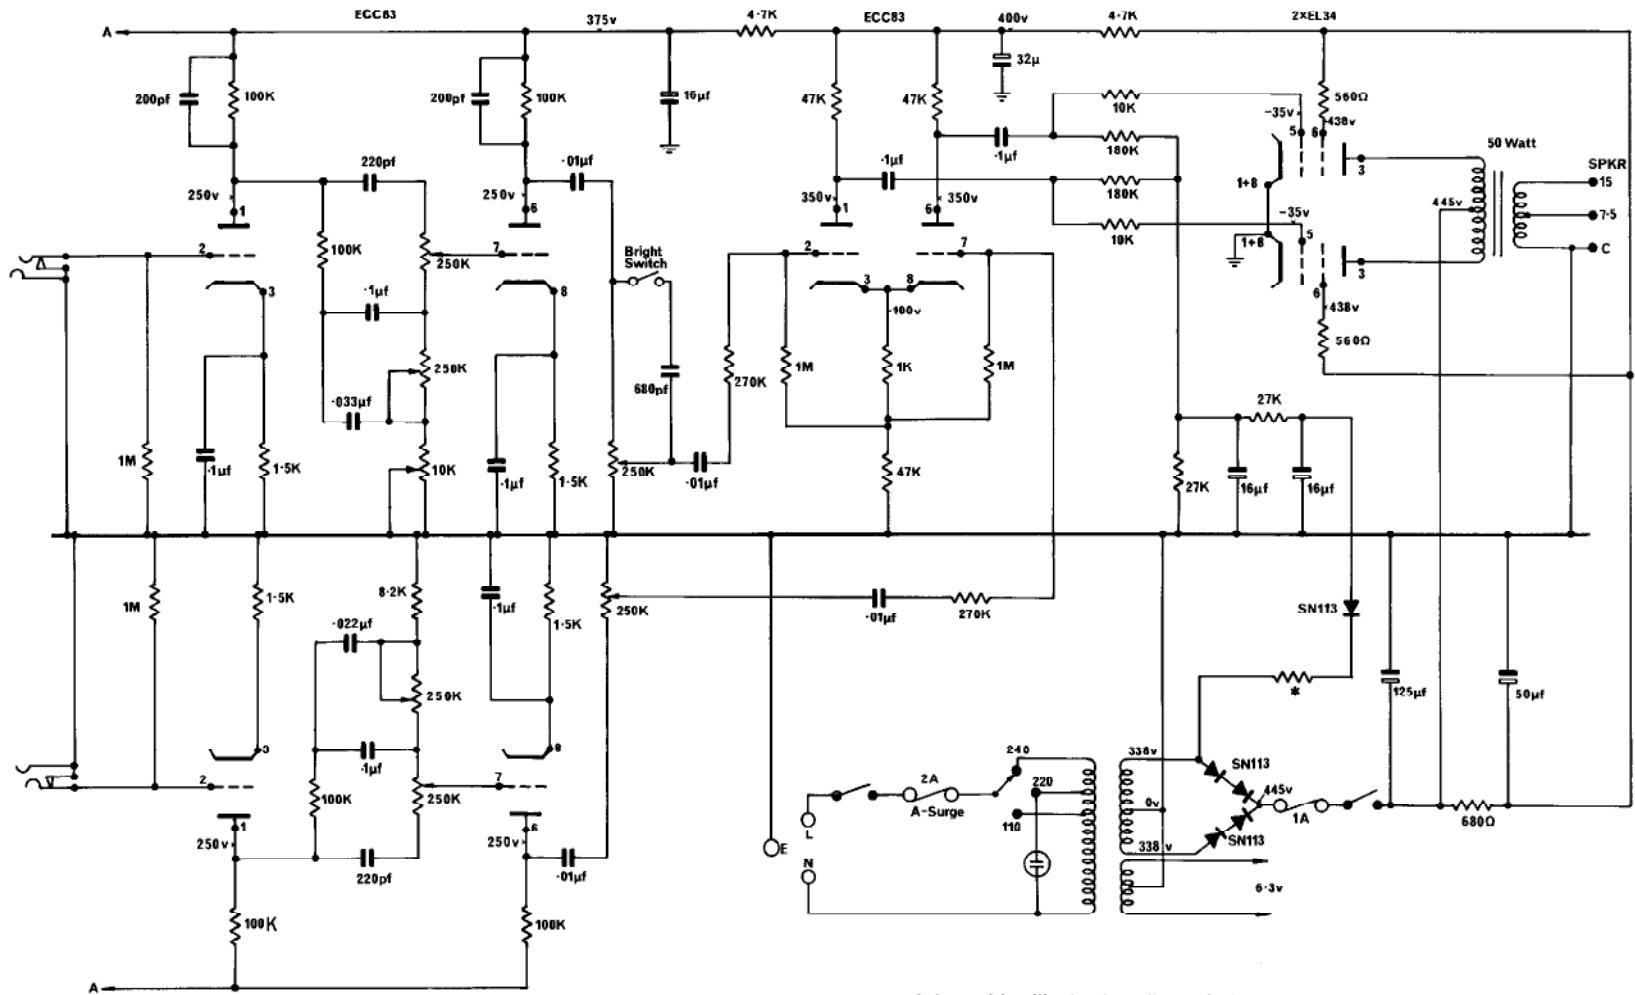 ECC83
375v
4·7K
ECC83
400v
4·7K
2XEL34
A
200pf
100K
200pf
100K
16µf
47K
47K
32µ
10K
-35v
560Ω
438v
5
6
·1µf
180K
50 Watt
SPKR
15
220pf
·01µf
·1µf
180K
3
1+8
250v
1
250v
6
350v
1
6
350v
445v
7·5
10K
-35v
5
1+8
C
2
100K
250K
7
Bright
Switch
2
7
3
3
8
3
8
6
·1µf
100v
438v
250K
680pf
270K
1M
1K
1M
560Ω
·033µf
27K
1M
·1µf
1·5K
10K
·1µf
1·5K
250K
·01µf
47K
27K
16µf
16µf
1M
1·5K
8·2K
·1µf
1·5K
250K
·01µf
270K
SN113
·022µf
250K
*
125µf
50µf
3
·1µf
8
2
100K
250K
7
240
338v
SN113
2A
220
445v
A-Surge
0v
1A
680Ω
110
L
SN113
1
250v
6
250v
E
N
338v
220pf
·01µf
6·3v
100K
100K
A